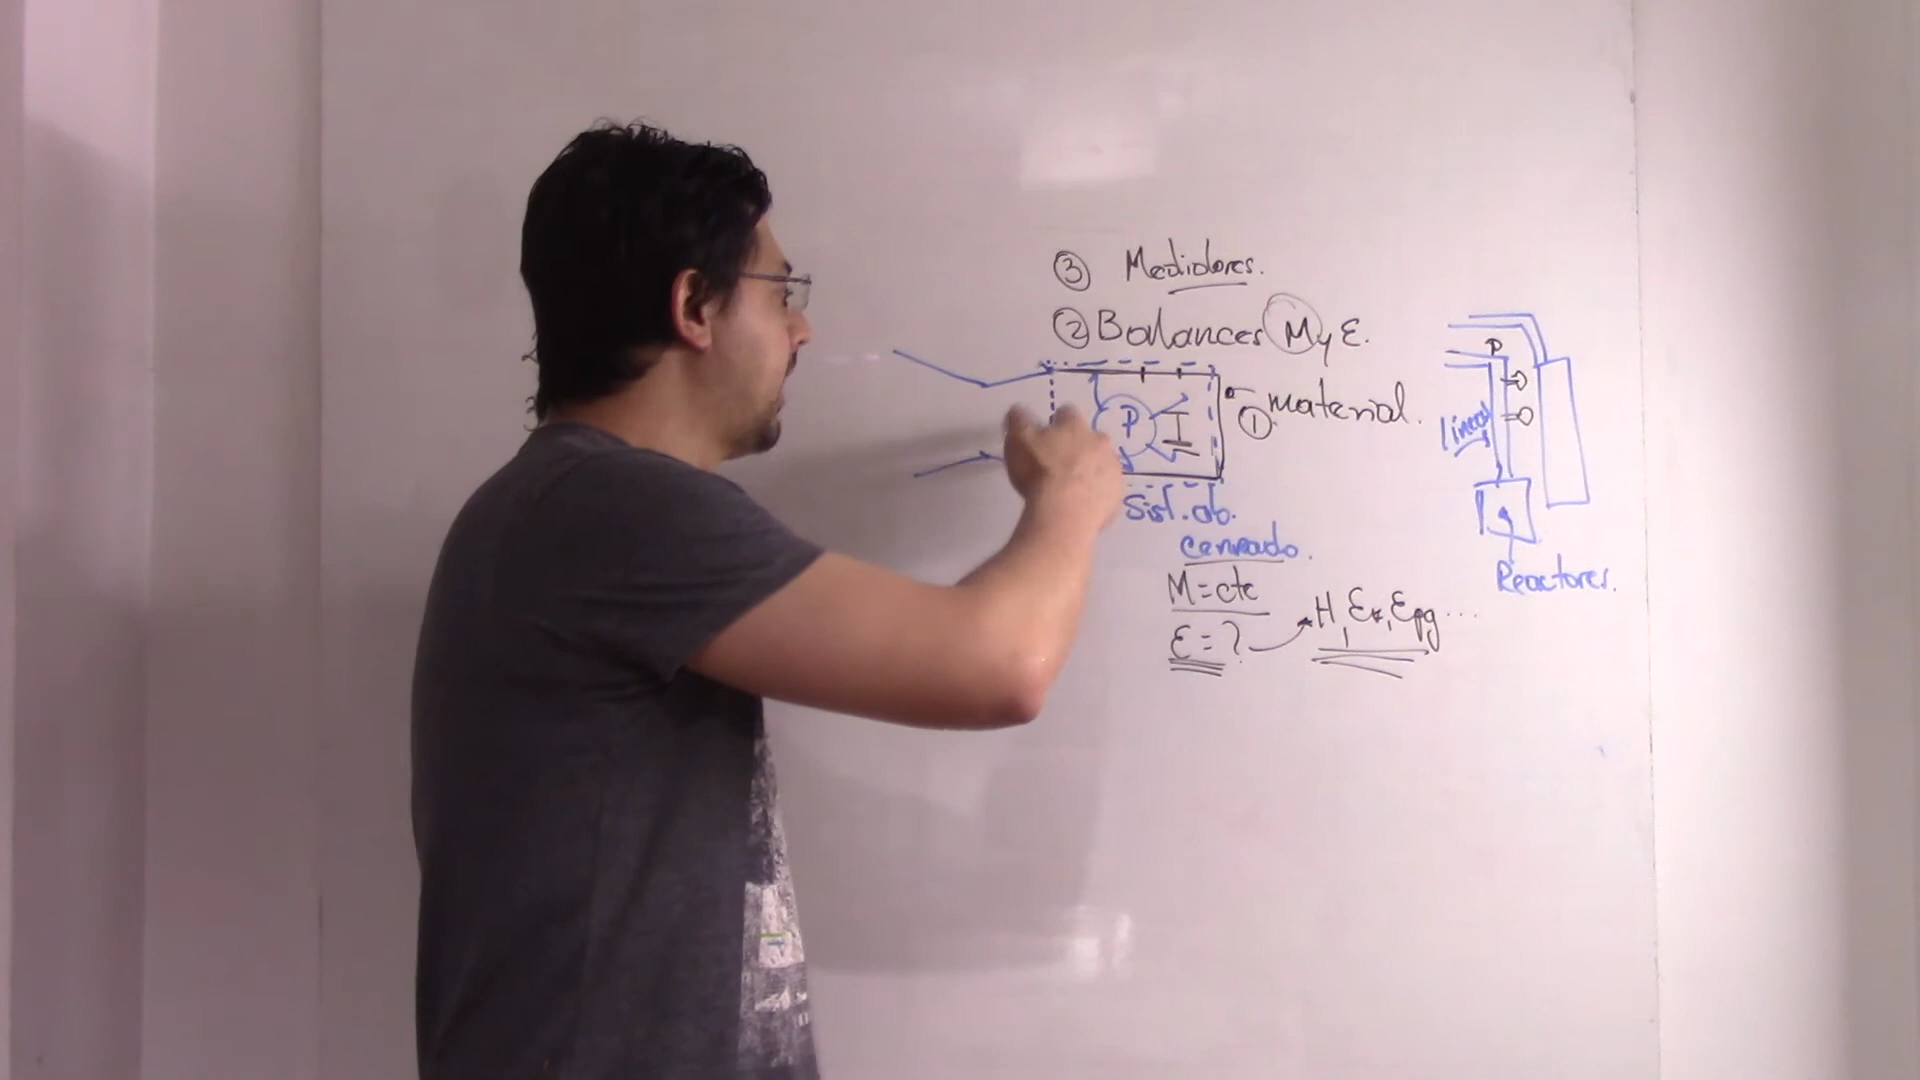 ③ Medidores.
② Balances M y E.
① material.
P
I
Sist. ab.
cerrado.
M = cte
E = ? → H, Ek, Epg ...
P
lineas
Reactores.